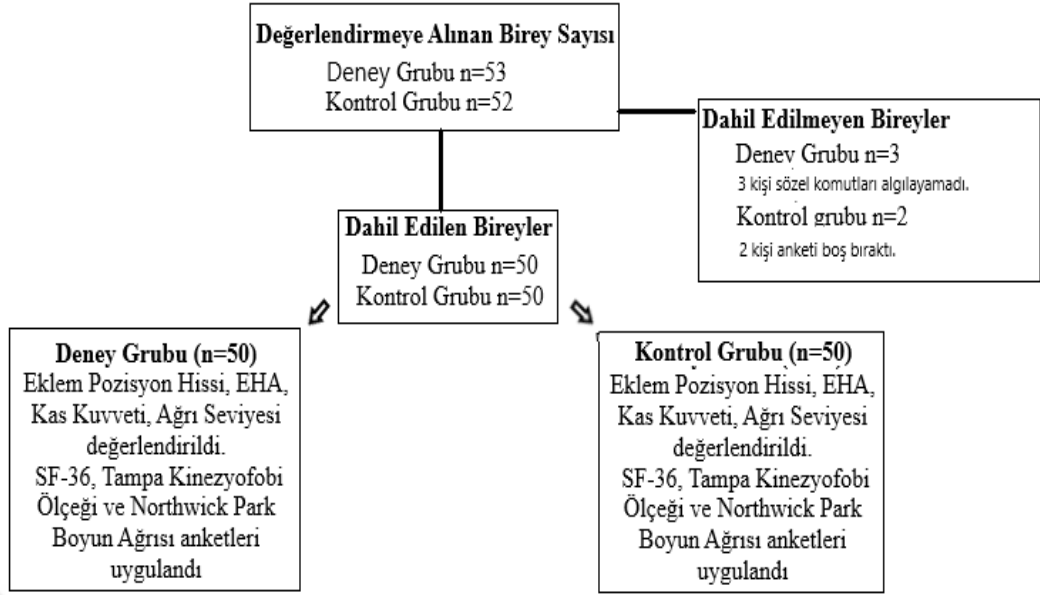 Değerlendirmeye Alınan Birey Sayısı
Deney Grubu n=53
Kontrol Grubu n=52
Dahil Edilmeyen Bireyler
Deney Grubu n=3
3 kişi sözel komutları algılayamadı.
Kontrol grubu n=2
2 kişi anketi boş bıraktı.
Dahil Edilen Bireyler
Deney Grubu n=50
Kontrol Grubu n=50
Deney Grubu (n=50)
Eklem Pozisyon Hissi, EHA,
Kas Kuvveti, Ağrı Seviyesi
değerlendirildi.
SF-36, Tampa Kinezyofobi
Ölçeği ve Northwick Park
Boyun Ağrısı anketleri
uygulandı
Kontrol Grubu (n=50)
Eklem Pozisyon Hissi, EHA,
Kas Kuvveti, Ağrı Seviyesi
değerlendirildi.
SF-36, Tampa Kinezyofobi
Ölçeği ve Northwick Park
Boyun Ağrısı anketleri
uygulandı